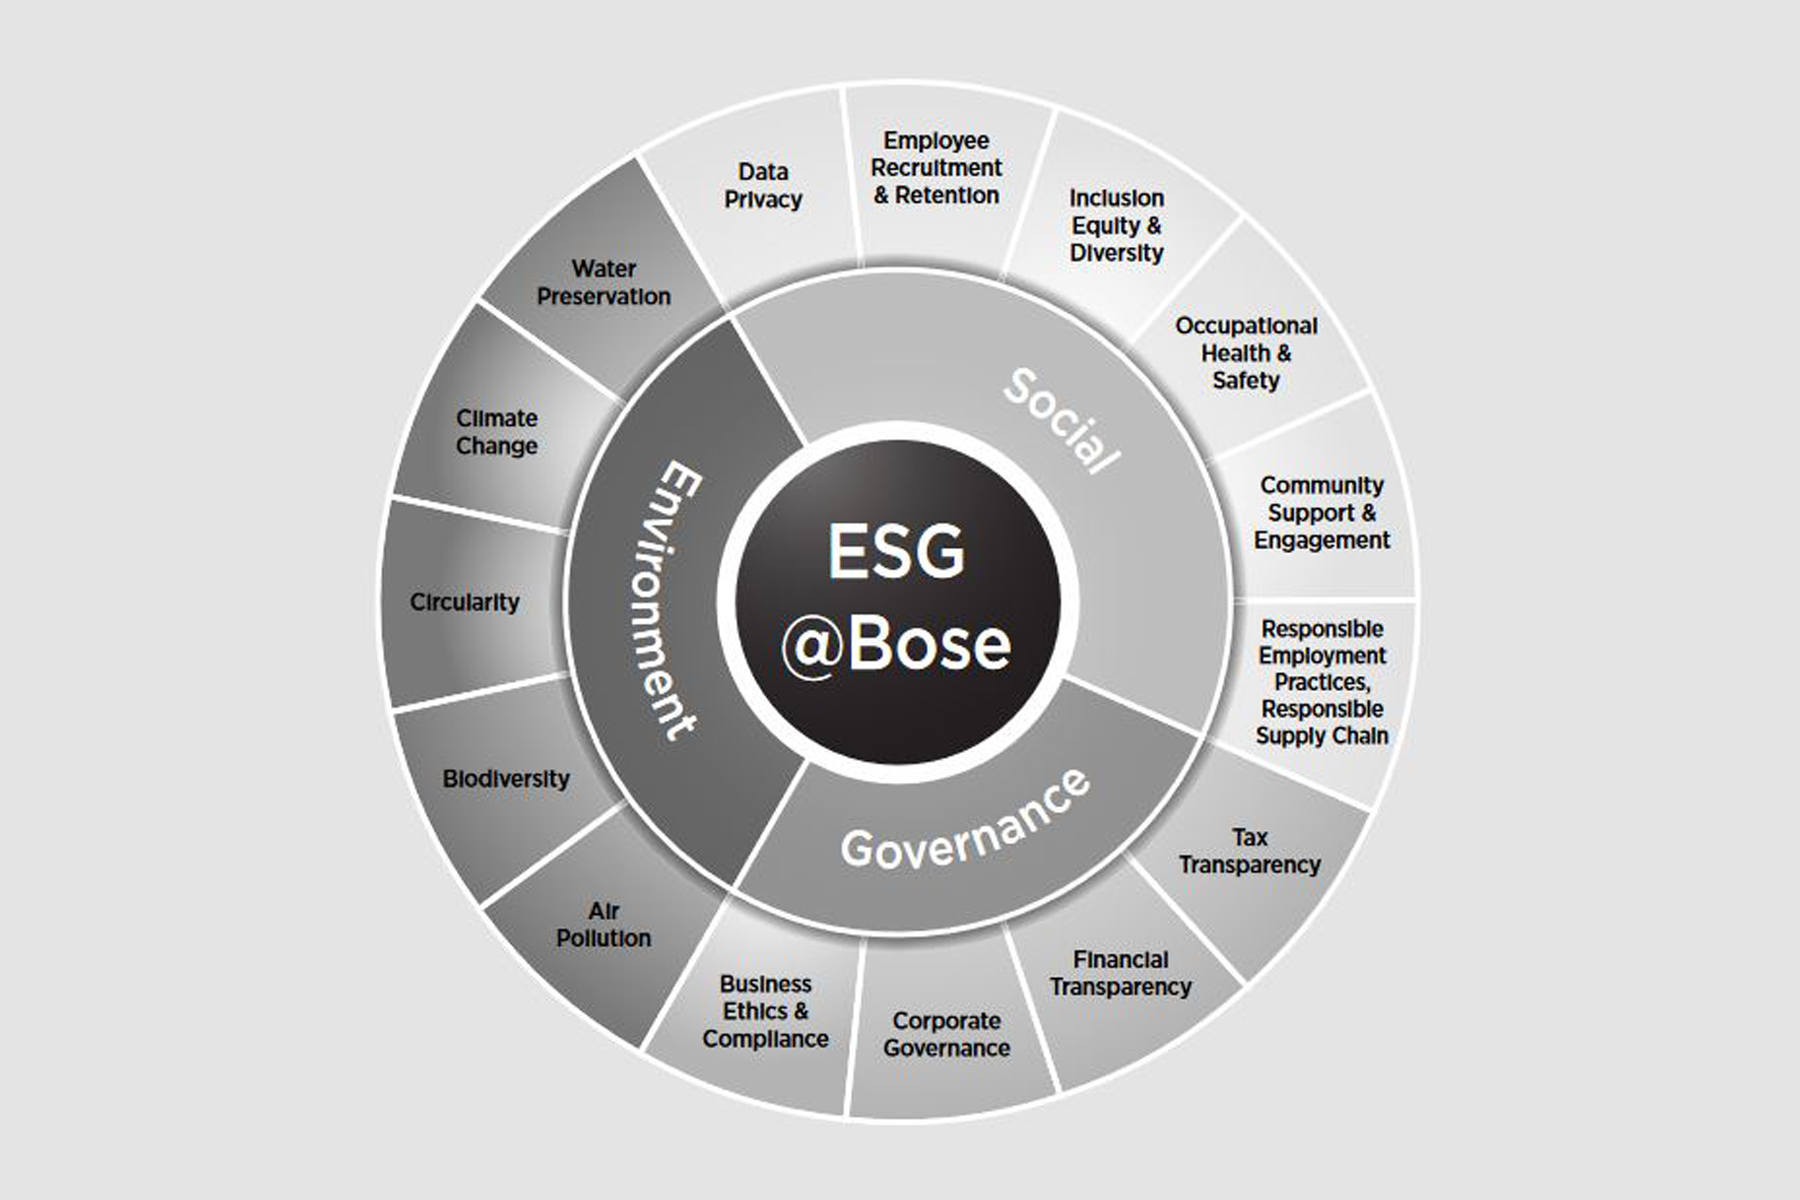 ESG
@Bose
Social
Data
Privacy
Employee
Recruitment
& Retention
Inclusion
Equity &
Diversity
Occupational
Health &
Safety
Community
Support &
Engagement
Responsible
Employment
Practices,
Responsible
Supply Chain
Governance
Tax
Transparency
Financial
Transparency
Corporate
Governance
Business
Ethics &
Compliance
Environment
Air
Pollution
Biodiversity
Circularity
Climate
Change
Water
Preservation